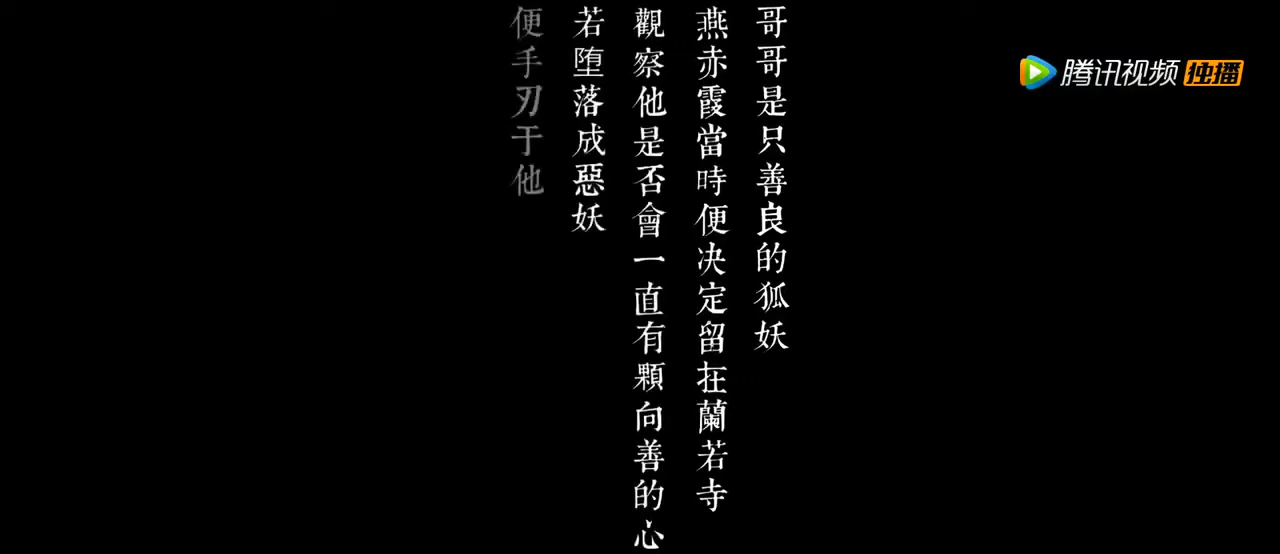 哥哥是只善良的狐妖
燕赤霞當時便决定留在蘭若寺
觀察他是否會一直有顆向善的心
若堕落成惡妖
便手刃于他
腾讯视频 独播